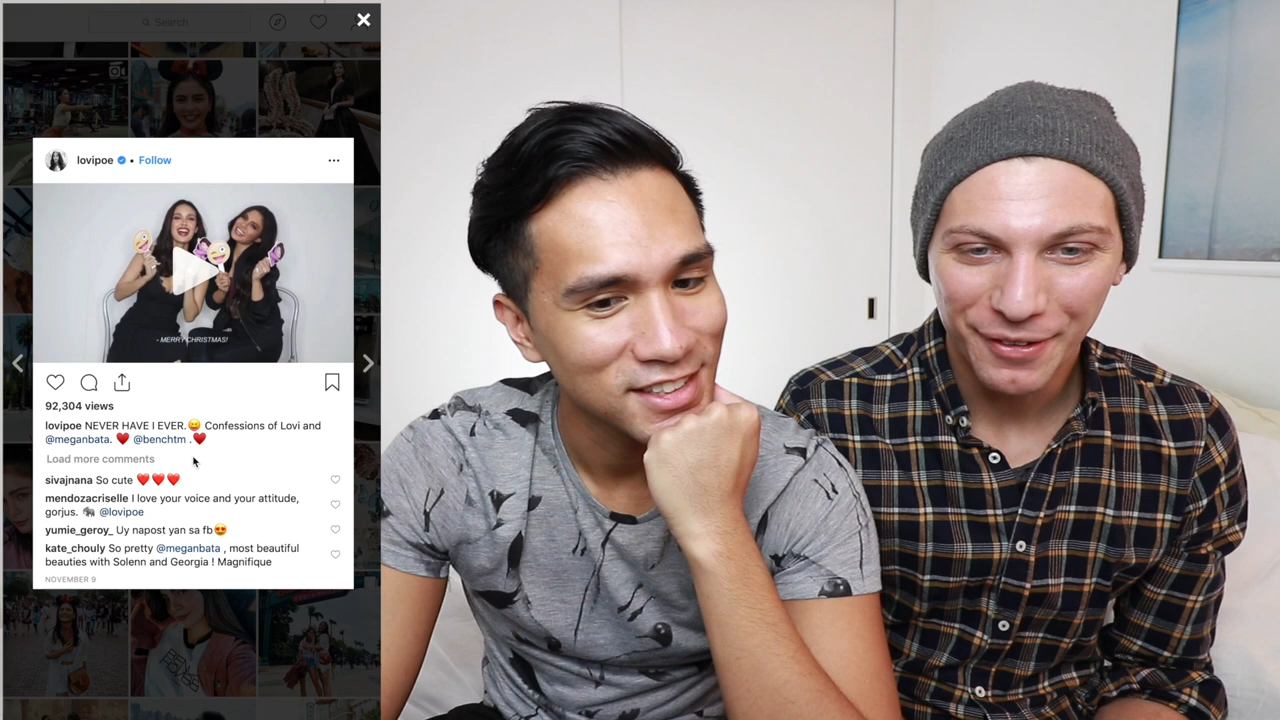 Search
lovipoe • Follow
- MERRY CHRISTMAS!
92,304 views
lovipoe NEVER HAVE I EVER.😄 Confessions of Lovi and
@meganbata. ❤️ @benchtm .❤️
Load more comments
sivajnana So cute ❤️❤️❤️
mendozacriselle I love your voice and your attitude,
gorjus. 🐅 @lovipoe
yumie_geroy_ Uy napost yan sa fb😍
kate_chouly So pretty @meganbata , most beautiful
beauties with Solenn and Georgia ! Magnifique
NOVEMBER 9